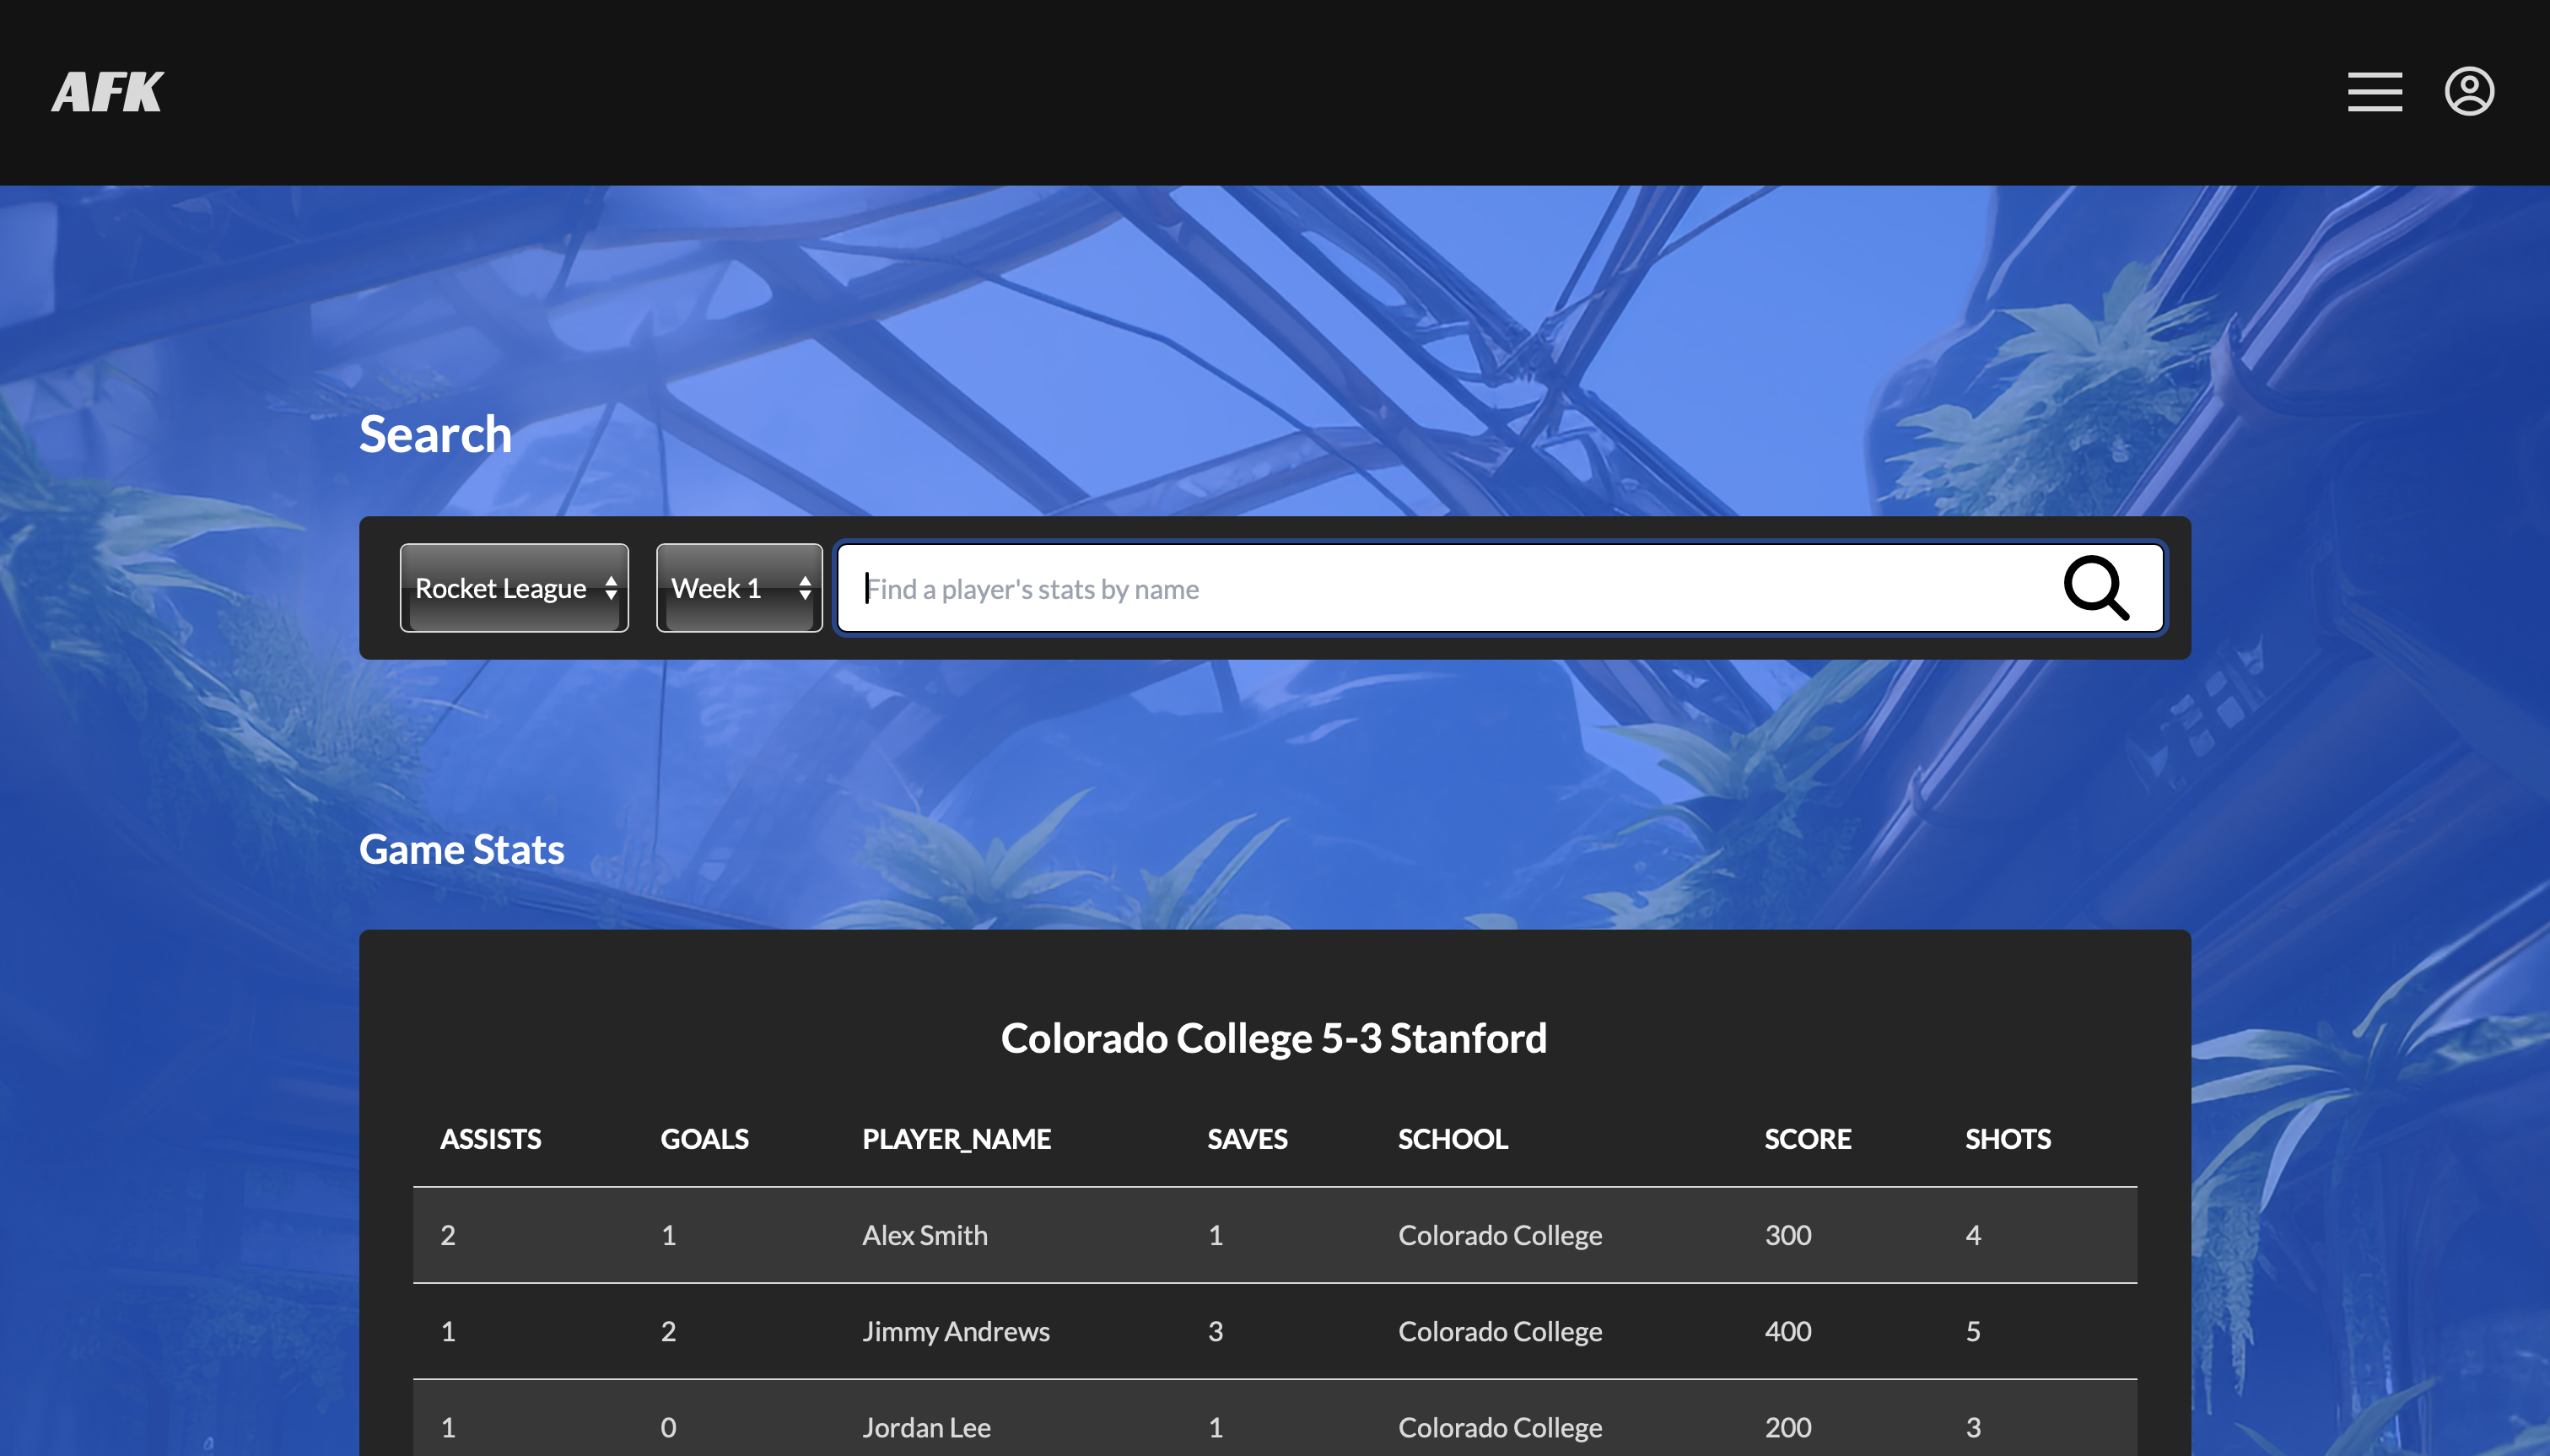 AFK
Search
Rocket League Week 1 Find a player's stats by name
Game Stats
Colorado College 5-3 Stanford
ASSISTS GOALS PLAYER_NAME SAVES SCHOOL SCORE SHOTS
2 1 Alex Smith 1 Colorado College 300 4
1 2 Jimmy Andrews 3 Colorado College 400 5
1 0 Jordan Lee 1 Colorado College 200 3